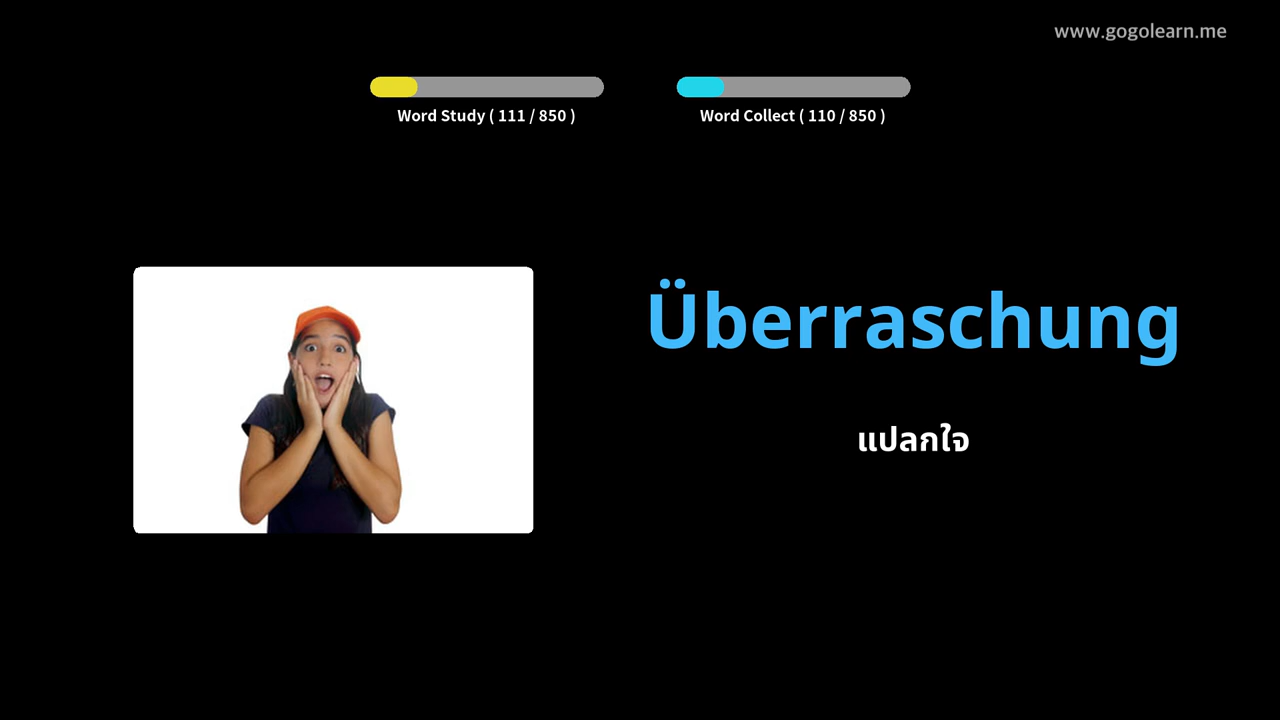 www.gogolearn.me
Word Study ( 111 / 850 )
Word Collect ( 110 / 850 )
Überraschung
แปลกใจ